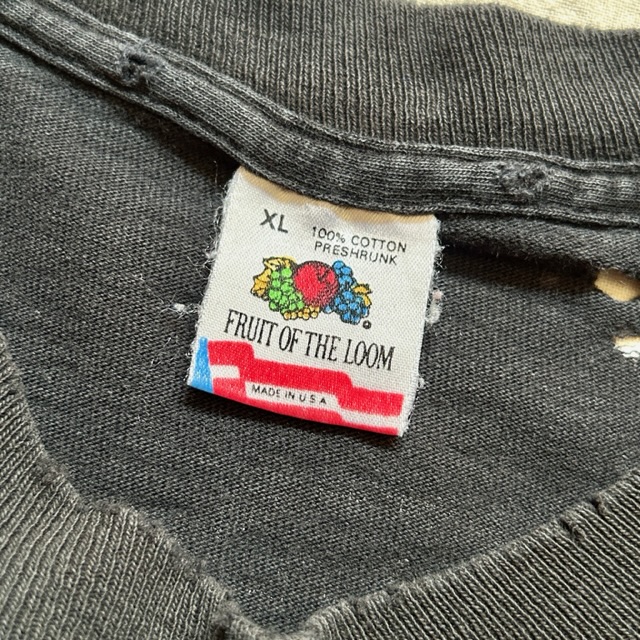 XL
100% COTTON
PRESHRUNK
FRUIT OF THE LOOM
MADE IN U S A